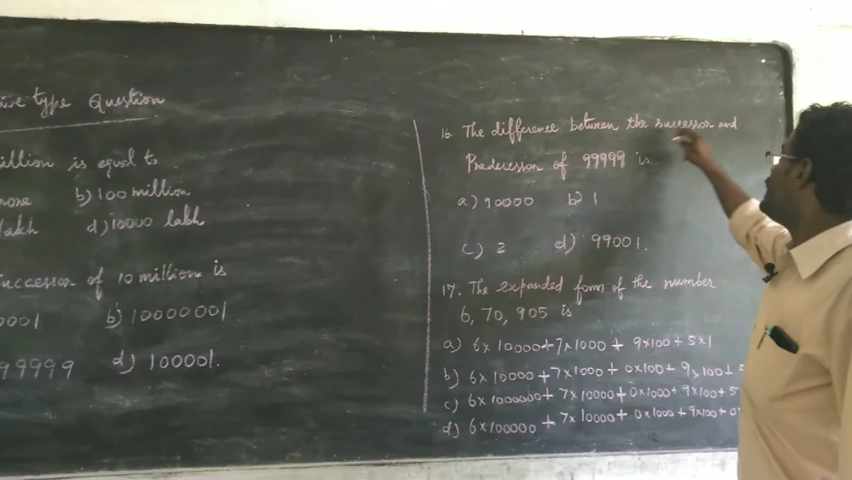 ive type Question
illion is equal to
b) 100 million
lakh d) 10000 lakh
successor of 10 million is
0001 b) 10000001.
99999 d) 100001.
16. The difference between the successor and
Predecessor of 99999 is
a) 90000 b) 1
c) 2 d) 99001.
17. The expanded form of the number
6, 70, 905 is
a) 6 x 10000 + 7 x 1000 + 9 x 100 + 5 x 1
b) 6 x 10000 + 7 x 1000 + 0 x 100 + 9 x 100 +
c) 6 x 1000000 + 7 x 10000 + 0 x 1000 + 9 x 100 + 5
d) 6 x 100000 + 7 x 10000 + 0 x 1000 + 9 x 100 + 0